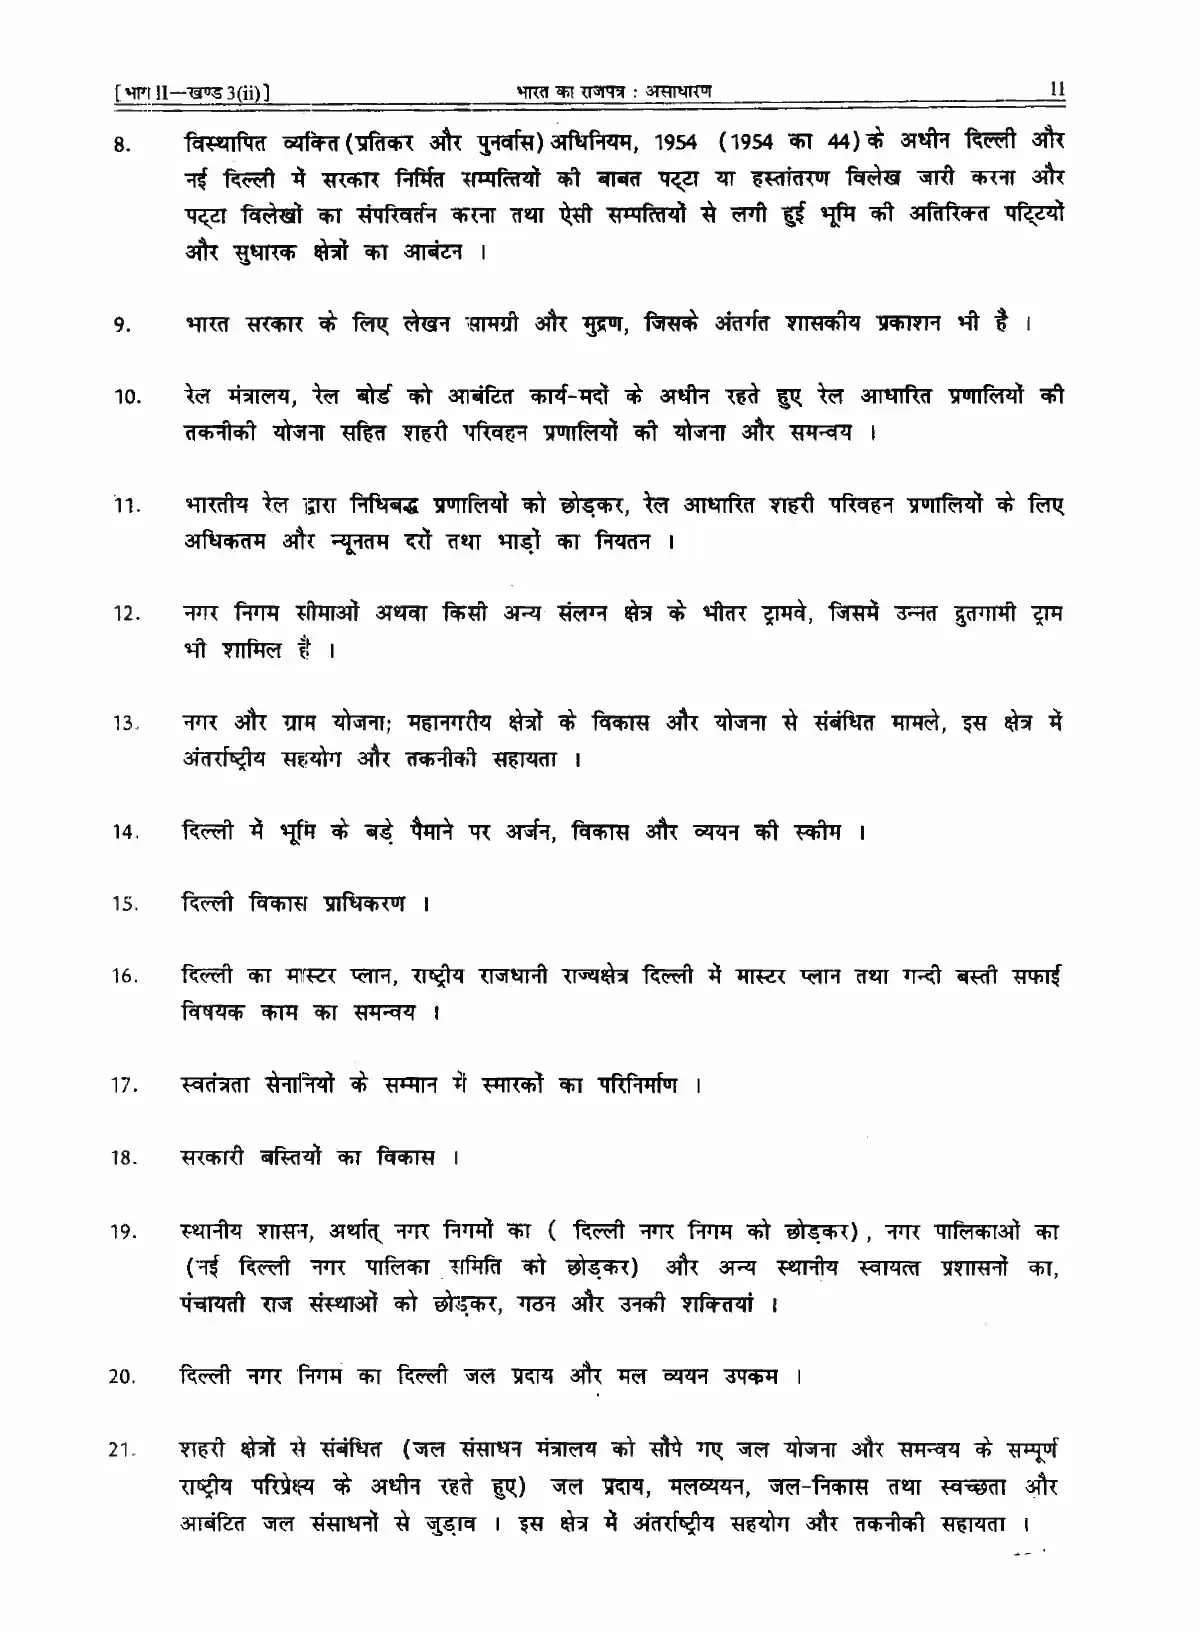 [ भाग II—खण्ड 3(ii) ] भारत का राजपत्र : असाधारण 11
8. विस्थापित व्यक्ति (प्रतिकर और पुनर्वास) अधिनियम, 1954 (1954 का 44) के अधीन दिल्ली और
नई दिल्ली में सरकार निर्मित सम्पत्तियों की बाबत पट्टा या हस्तांतरण विलेख जारी करना और
पट्टा विलेखों का संपरिवर्तन करना तथा ऐसी सम्पत्तियों से लगी हुई भूमि की अतिरिक्त पट्टियों
और सुधारक क्षेत्रों का आबंटन ।
9. भारत सरकार के लिए लेखन सामग्री और मुद्रण, जिसके अंतर्गत शासकीय प्रकाशन भी है ।
10. रेल मंत्रालय, रेल बोर्ड को आबंटित कार्य-मदों के अधीन रहते हुए रेल आधारित प्रणालियों की
तकनीकी योजना सहित शहरी परिवहन प्रणालियों की योजना और समन्वय ।
11. भारतीय रेल द्वारा निधिबद्ध प्रणालियों को छोड़कर, रेल आधारित शहरी परिवहन प्रणालियों के लिए
अधिकतम और न्यूनतम दरों तथा भाड़ों का नियतन ।
12. नगर निगम सीमाओं अथवा किसी अन्य संलग्न क्षेत्र के भीतर ट्रामवे, जिसमें उन्नत द्रुतगामी ट्राम
भी शामिल है ।
13. नगर और ग्राम योजना; महानगरीय क्षेत्रों के विकास और योजना से संबंधित मामले, इस क्षेत्र में
अंतर्राष्ट्रीय सहयोग और तकनीकी सहायता ।
14. दिल्ली में भूमि के बड़े पैमाने पर अर्जन, विकास और व्ययन की स्कीम ।
15. दिल्ली विकास प्राधिकरण ।
16. दिल्ली का मास्टर प्लान, राष्ट्रीय राजधानी राज्यक्षेत्र दिल्ली में मास्टर प्लान तथा गन्दी बस्ती सफाई
विषयक काम का समन्वय ।
17. स्वतंत्रता सेनानियों के सम्मान में स्मारकों का परिनिर्माण ।
18. सरकारी बस्तियों का विकास ।
19. स्थानीय शासन, अर्थात् नगर निगमों का ( दिल्ली नगर निगम को छोड़कर) , नगर पालिकाओं का
(नई दिल्ली नगर पालिका समिति को छोड़कर) और अन्य स्थानीय स्वायत्त प्रशासनों का,
पंचायती राज संस्थाओं को छोड़कर, गठन और उनकी शक्तियां ।
20. दिल्ली नगर निगम का दिल्ली जल प्रदाय और मल व्ययन उपक्रम ।
21. शहरी क्षेत्रों से संबंधित (जल संसाधन मंत्रालय को सौंपे गए जल योजना और समन्वय के सम्पूर्ण
राष्ट्रीय परिप्रेक्ष्य के अधीन रहते हुए) जल प्रदाय, मलव्ययन, जल-निकास तथा स्वच्छता और
आबंटित जल संसाधनों से जुड़ाव । इस क्षेत्र में अंतर्राष्ट्रीय सहयोग और तकनीकी सहायता ।